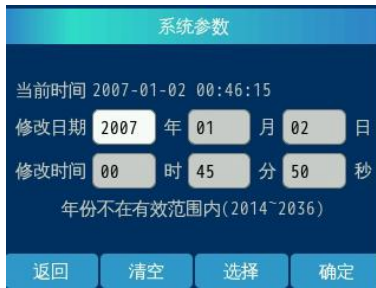 系统参数
当前时间 2007-01-02 00:46:15
修改日期 2007 年 01 月 02 日
修改时间 00 时 45 分 50 秒
年份不在有效范围内(2014~2036)
返回 清空 选择 确定